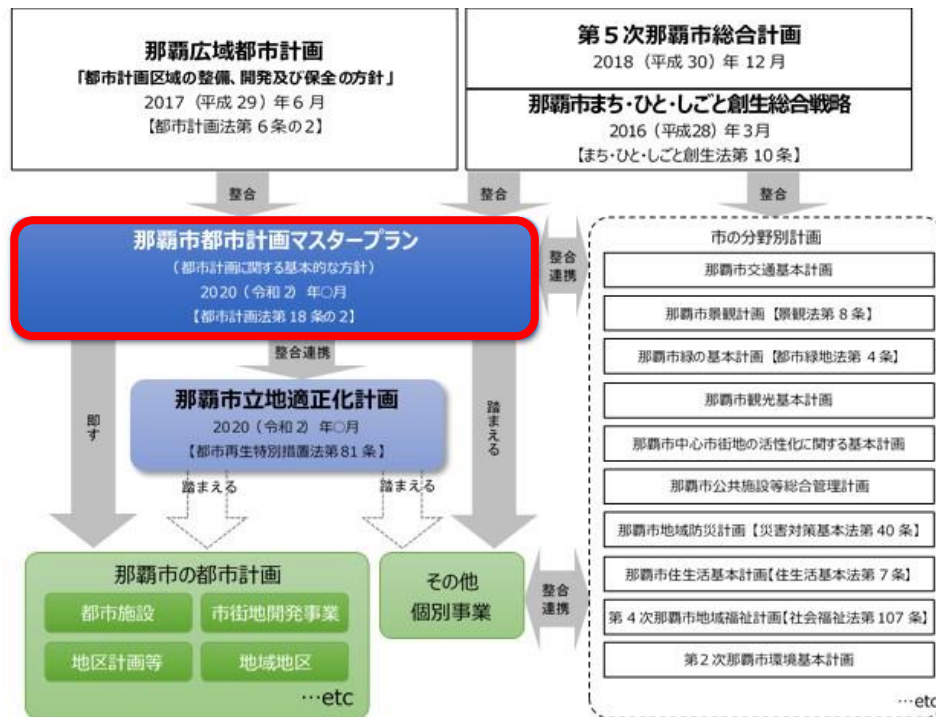 那覇広域都市計画
「都市計画区域の整備、開発及び保全の方針」
2017（平成29）年6月
【都市計画法第6条の2】
第5次那覇市総合計画
2018（平成30）年12月
那覇市まち・ひと・しごと創生総合戦略
2016（平成28）年3月
【まち・ひと・しごと創生法第10条】
整合
整合
整合
那覇市都市計画マスタープラン
（都市計画に関する基本的な方針）
2020（令和2）年○月
【都市計画法第18条の2】
整合
連携
市の分野別計画
那覇市交通基本計画
那覇市景観計画【景観法第8条】
那覇市緑の基本計画【都市緑地法第4条】
那覇市観光基本計画
那覇市中心市街地の活性化に関する基本計画
那覇市公共施設等総合管理計画
那覇市地域防災計画【災害対策基本法第40条】
那覇市住生活基本計画【住生活基本法第7条】
第4次那覇市地域福祉計画【社会福祉法第107条】
第2次那覇市環境基本計画
…etc
即す
整合連携
踏まえる
那覇市立地適正化計画
2020（令和2）年○月
【都市再生特別措置法第81条】
踏まえる
踏まえる
那覇市の都市計画
都市施設
市街地開発事業
地区計画等
地域地区
…etc
その他
個別事業
整合
連携